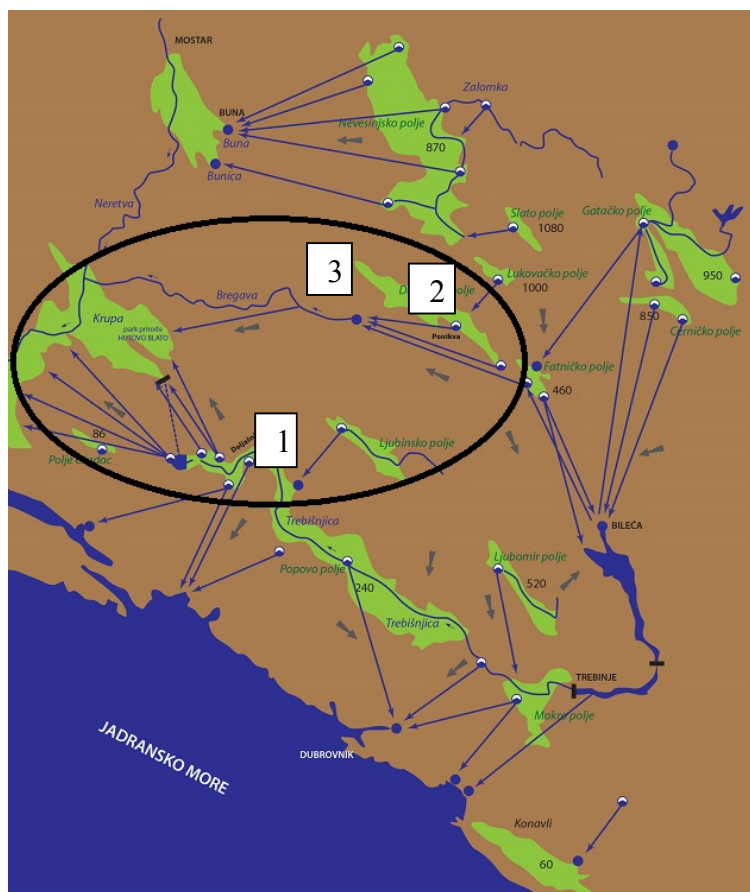 MOSTAR
BUNA
Buna
Bunica
Nevesinjsko polje
870
Zalomka
Neretva
Slato polje
1080
Gatačko polje
950
Lukovačko polje
1000
3
2
polje
Ponikva
Bregava
850
Cerničko polje
Krupa
park prirode
HUTOVO BLATO
Fatničko polje
460
86
Polje
1
Ljubinsko polje
BILEĆA
Trebišnjica
Popovo polje
240
Ljubomir polje
520
Trebišnjica
TREBINJE
Mokro polje
JADRANSKO MORE
DUBROVNIK
Konavli
60